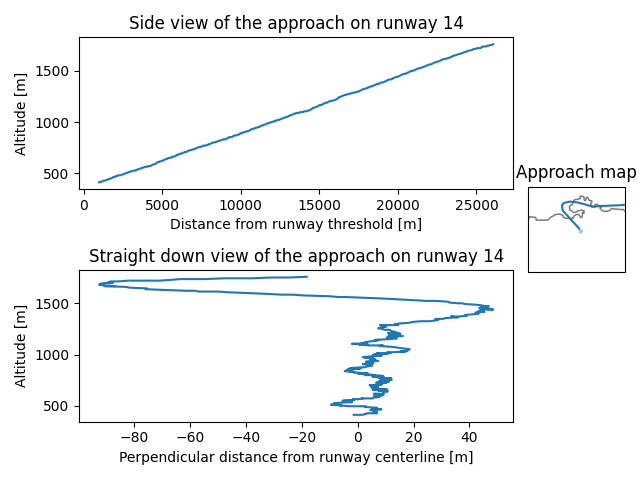 Side view of the approach on runway 14
Altitude [m]
1500
1000
500
0
5000
10000
15000
20000
25000
Distance from runway threshold [m]
Approach map
Straight down view of the approach on runway 14
Altitude [m]
1500
1000
500
−80
−60
−40
−20
0
20
40
Perpendicular distance from runway centerline [m]